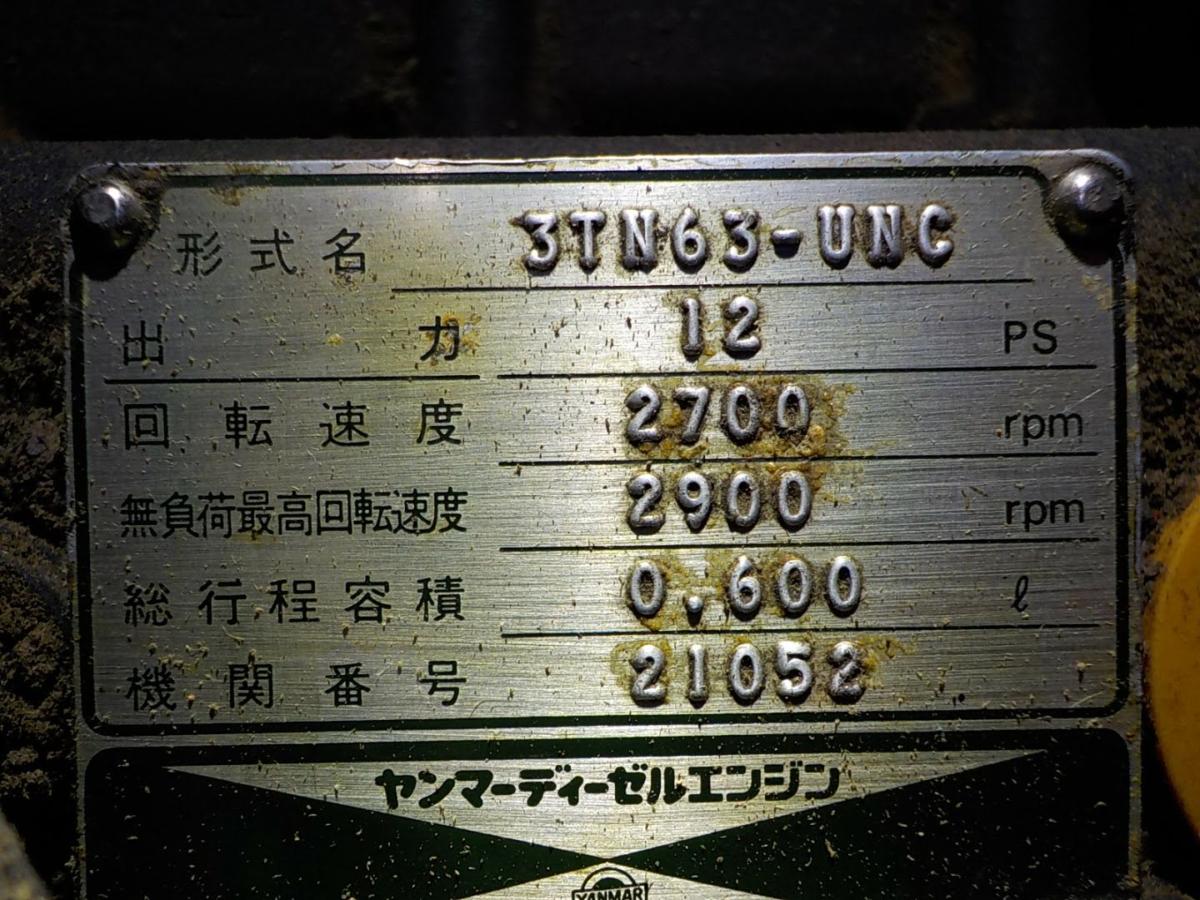 形式名 3TN63-UNC
出力 12 PS
回転速度 2700 rpm
無負荷最高回転速度 2900 rpm
総行程容積 0.600 ℓ
機関番号 21052
ヤンマーディーゼルエンジン
YANMAR